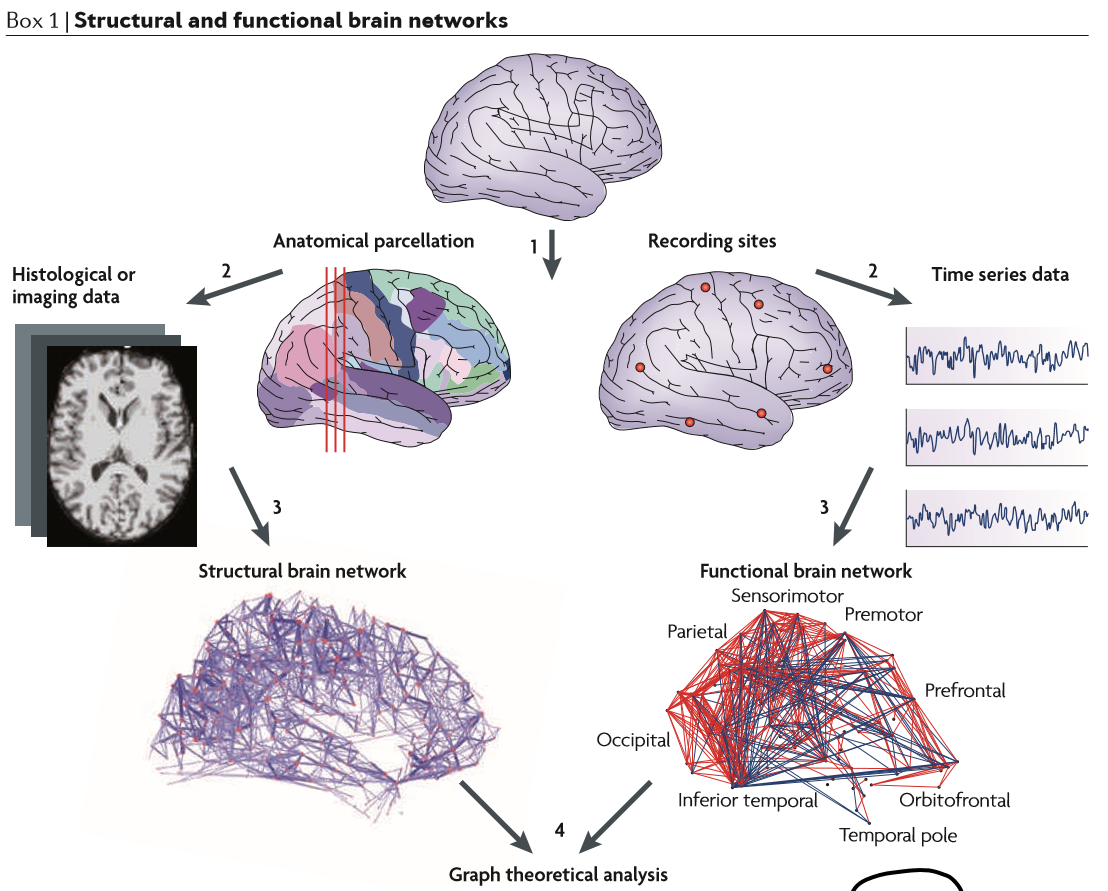 Box 1 | Structural and functional brain networks
Anatomical parcellation
1
Recording sites
Histological or
imaging data
2
2
Time series data
3
3
Structural brain network
Functional brain network
Sensorimotor
Premotor
Parietal
Prefrontal
Occipital
Inferior temporal
Orbitofrontal
Temporal pole
4
Graph theoretical analysis